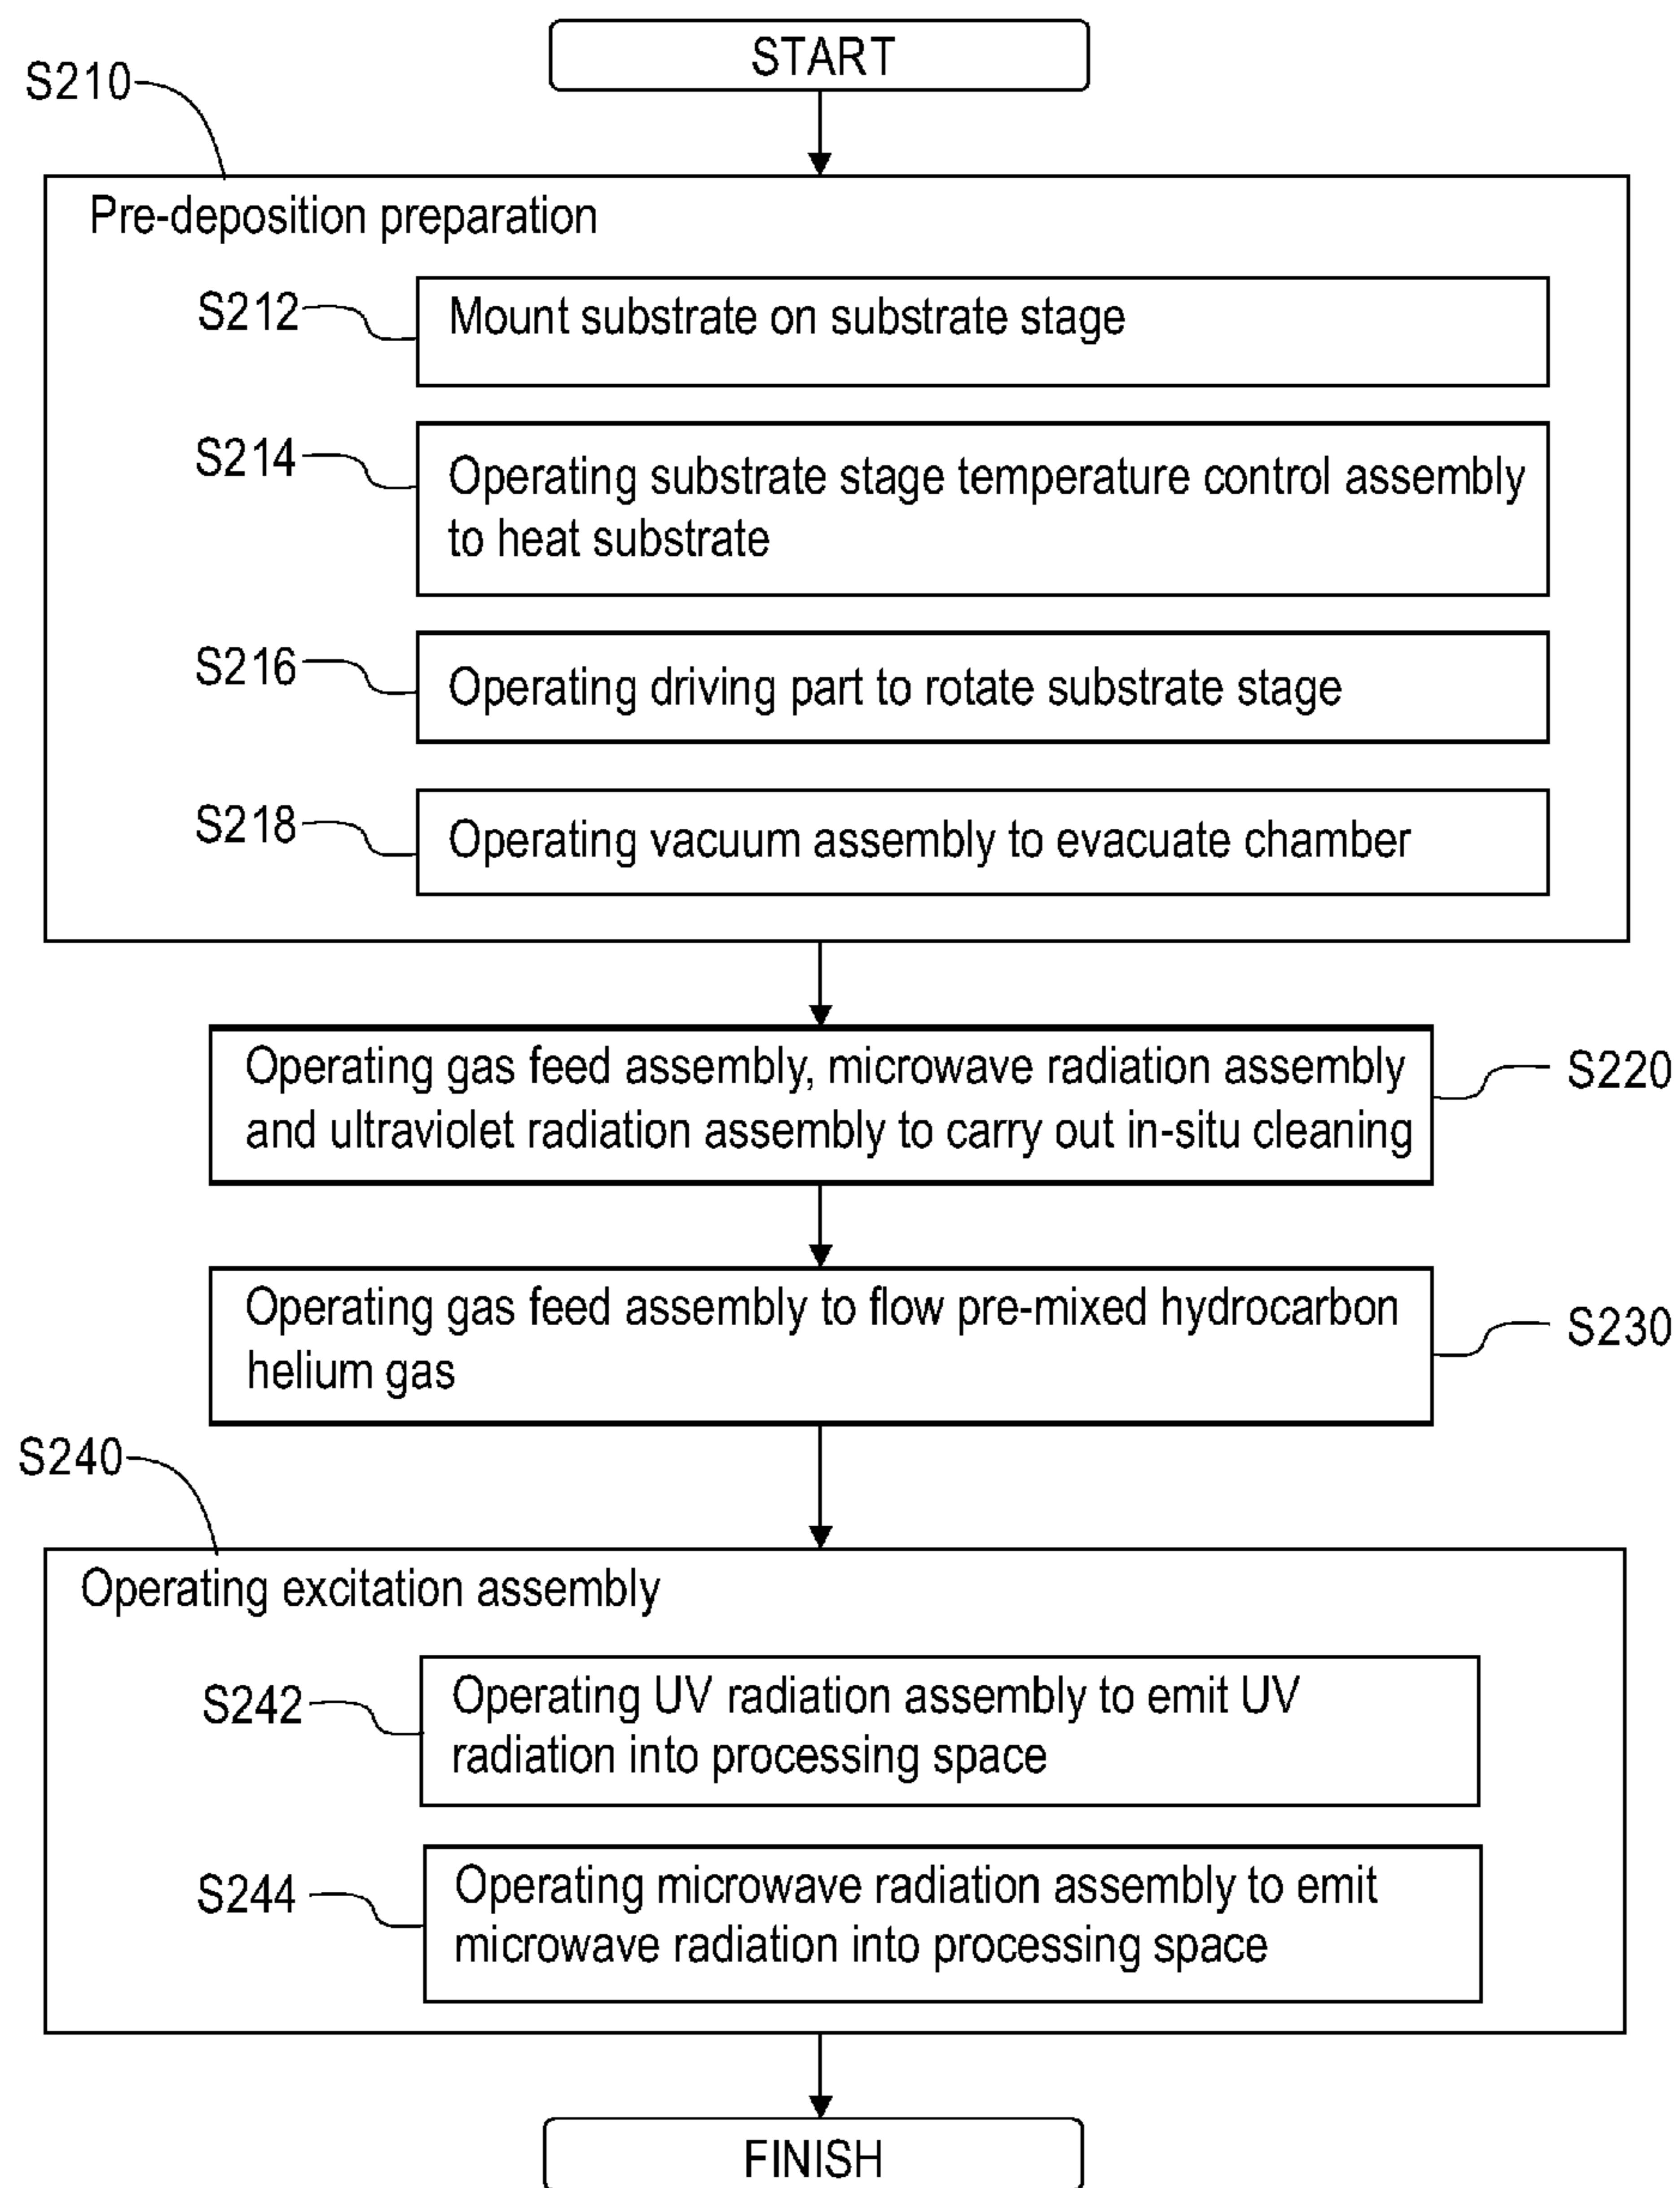 START
S210
Pre-deposition preparation
S212
Mount substrate on substrate stage
S214
Operating substrate stage temperature control assembly
to heat substrate
S216
Operating driving part to rotate substrate stage
S218
Operating vacuum assembly to evacuate chamber
Operating gas feed assembly, microwave radiation assembly
and ultraviolet radiation assembly to carry out in-situ cleaning
S220
Operating gas feed assembly to flow pre-mixed hydrocarbon
helium gas
S230
S240
Operating excitation assembly
S242
Operating UV radiation assembly to emit UV
radiation into processing space
S244
Operating microwave radiation assembly to emit
microwave radiation into processing space
FINISH